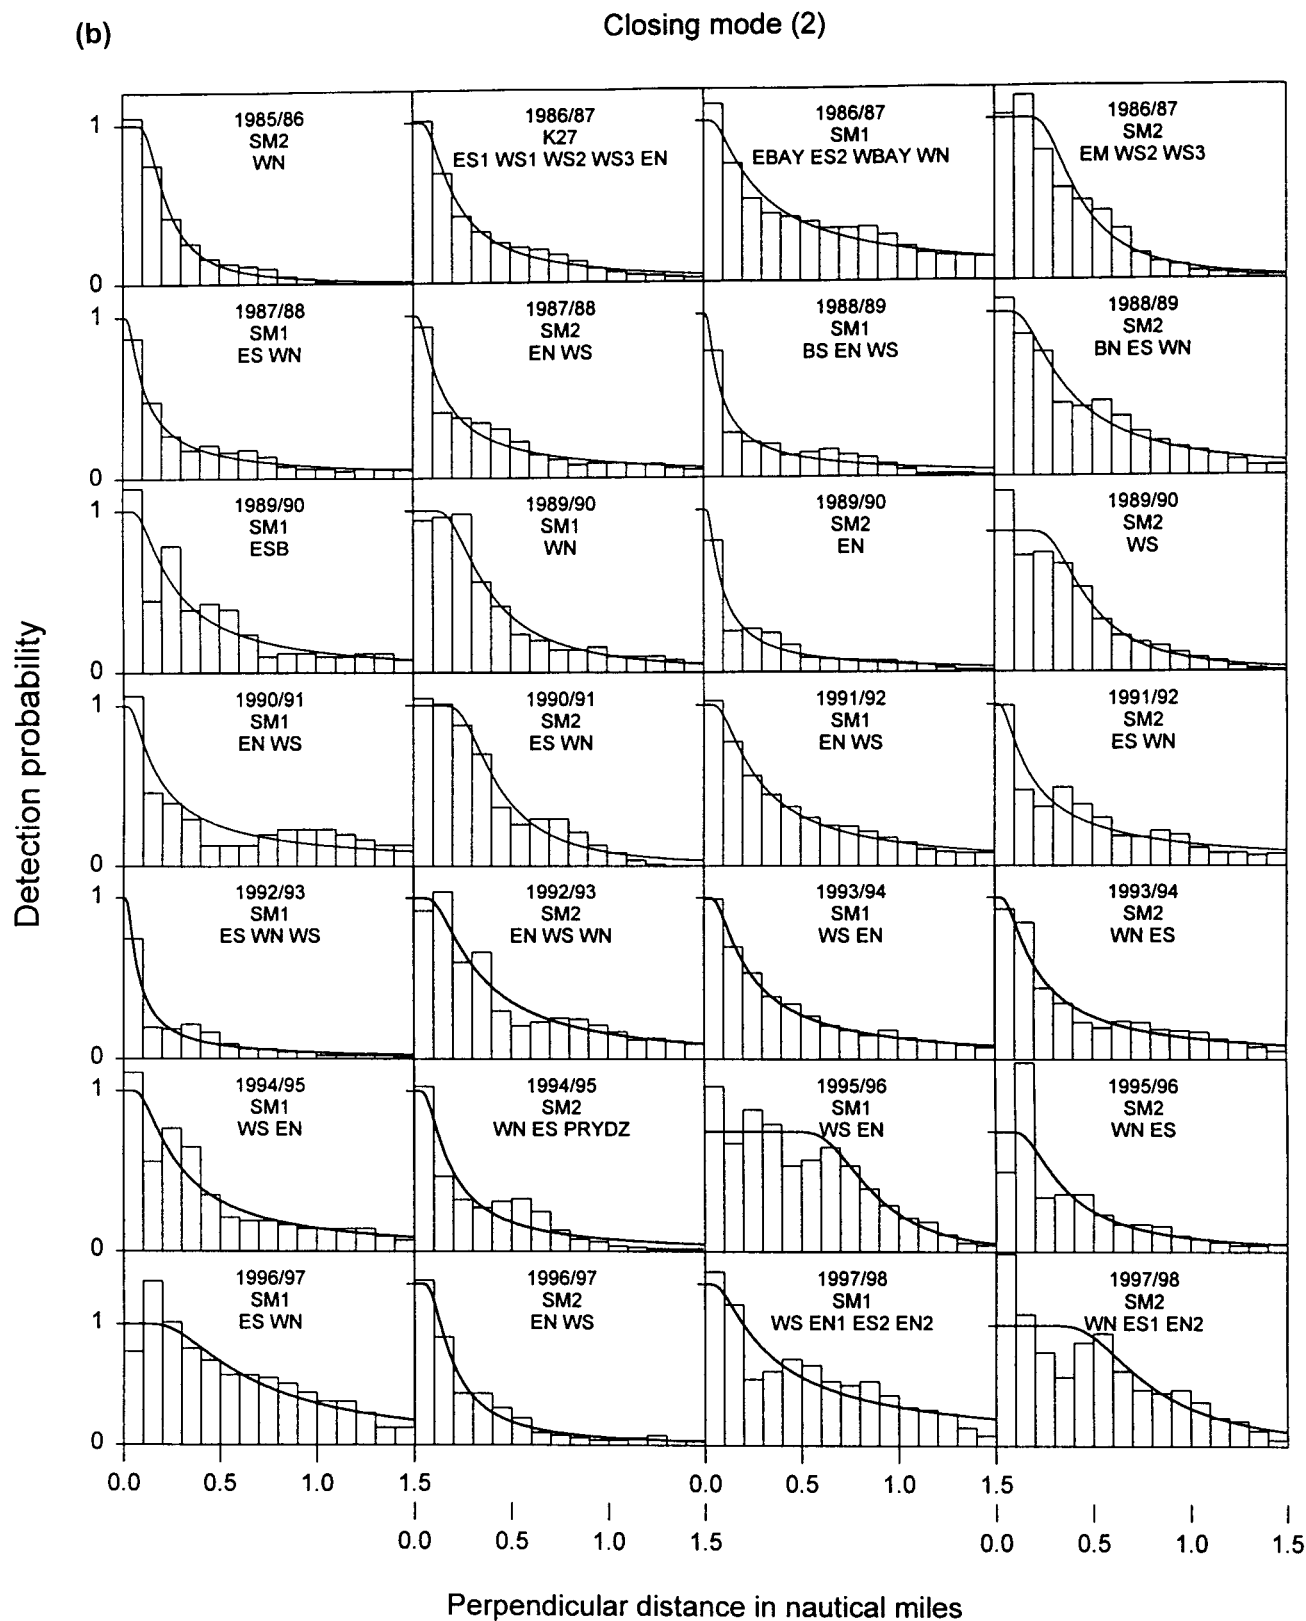 (b)
Closing mode (2)
1985/86
SM2
WN
1986/87
K27
ES1 WS1 WS2 WS3 EN
1986/87
SM1
EBAY ES2 WBAY WN
1986/87
SM2
EM WS2 WS3
1
0
1987/88
SM1
ES WN
1987/88
SM2
EN WS
1988/89
SM1
BS EN WS
1988/89
SM2
BN ES WN
1
0
1989/90
SM1
ESB
1989/90
SM1
WN
1989/90
SM2
EN
1989/90
SM2
WS
1
0
1990/91
SM1
EN WS
1990/91
SM2
ES WN
1991/92
SM1
EN WS
1991/92
SM2
ES WN
1
0
1992/93
SM1
ES WN WS
1992/93
SM2
EN WS WN
1993/94
SM1
WS EN
1993/94
SM2
WN ES
1
0
1994/95
SM1
WS EN
1994/95
SM2
WN ES PRYDZ
1995/96
SM1
WS EN
1995/96
SM2
WN ES
1
0
1996/97
SM1
ES WN
1996/97
SM2
EN WS
1997/98
SM1
WS EN1 ES2 EN2
1997/98
SM2
WN ES1 EN2
1
0
Detection probability
0.0 0.5 1.0 1.5 0.0 0.5 1.0 1.5
0.0 0.5 1.0 1.5 0.0 0.5 1.0 1.5
Perpendicular distance in nautical miles